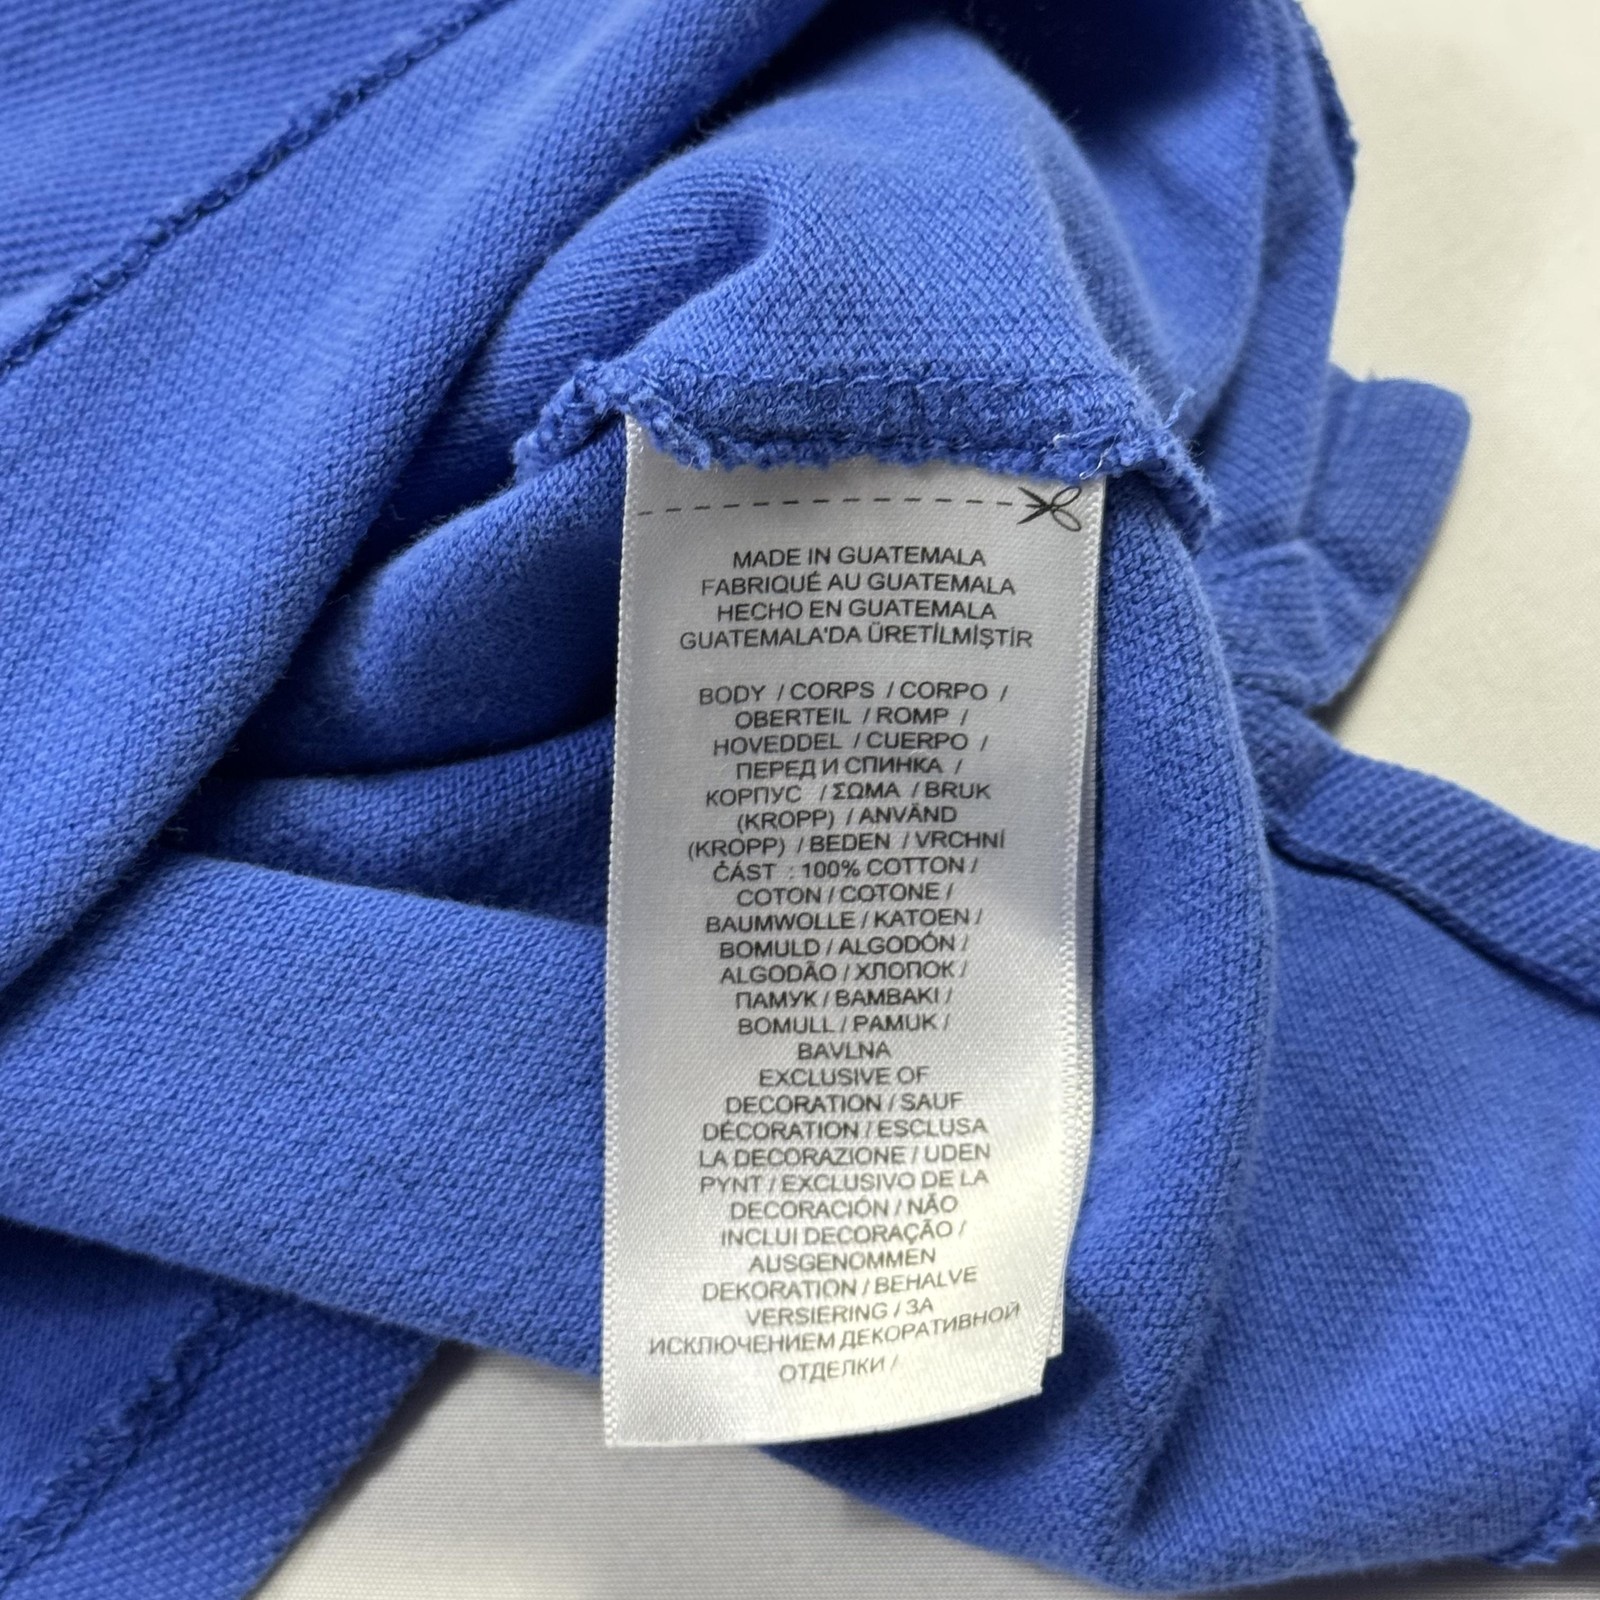 MADE IN GUATEMALA
FABRIQUÉ AU GUATEMALA
HECHO EN GUATEMALA
GUATEMALA'DA ÜRETİLMİŞTİR
BODY / CORPS / CORPO /
OBERTEIL / ROMP /
HOVEDDEL / CUERPO /
ПЕРЕД И СПИНКА /
КОРПУС / ΣΩΜΑ / BRUK
(KROPP) / ANVÄND
(KROPP) / BEDEN / VRCHNÍ
ČÁST : 100% COTTON /
COTON / COTONE /
BAUMWOLLE / KATOEN /
BOMULD / ALGODÓN /
ALGODÃO / ХЛОПОК /
ПАМУК / ΒΑΜΒΑΚΙ /
BOMULL / PAMUK /
BAVLNA
EXCLUSIVE OF
DECORATION / SAUF
DÉCORATION / ESCLUSA
LA DECORAZIONE / UDEN
PYNT / EXCLUSIVO DE LA
DECORACIÓN / NÃO
INCLUI DECORAÇÃO /
AUSGENOMMEN
DEKORATION / BEHALVE
VERSIERING / ЗА
ИСКЛЮЧЕНИЕМ ДЕКОРАТИВНОЙ
ОТДЕЛКИ /